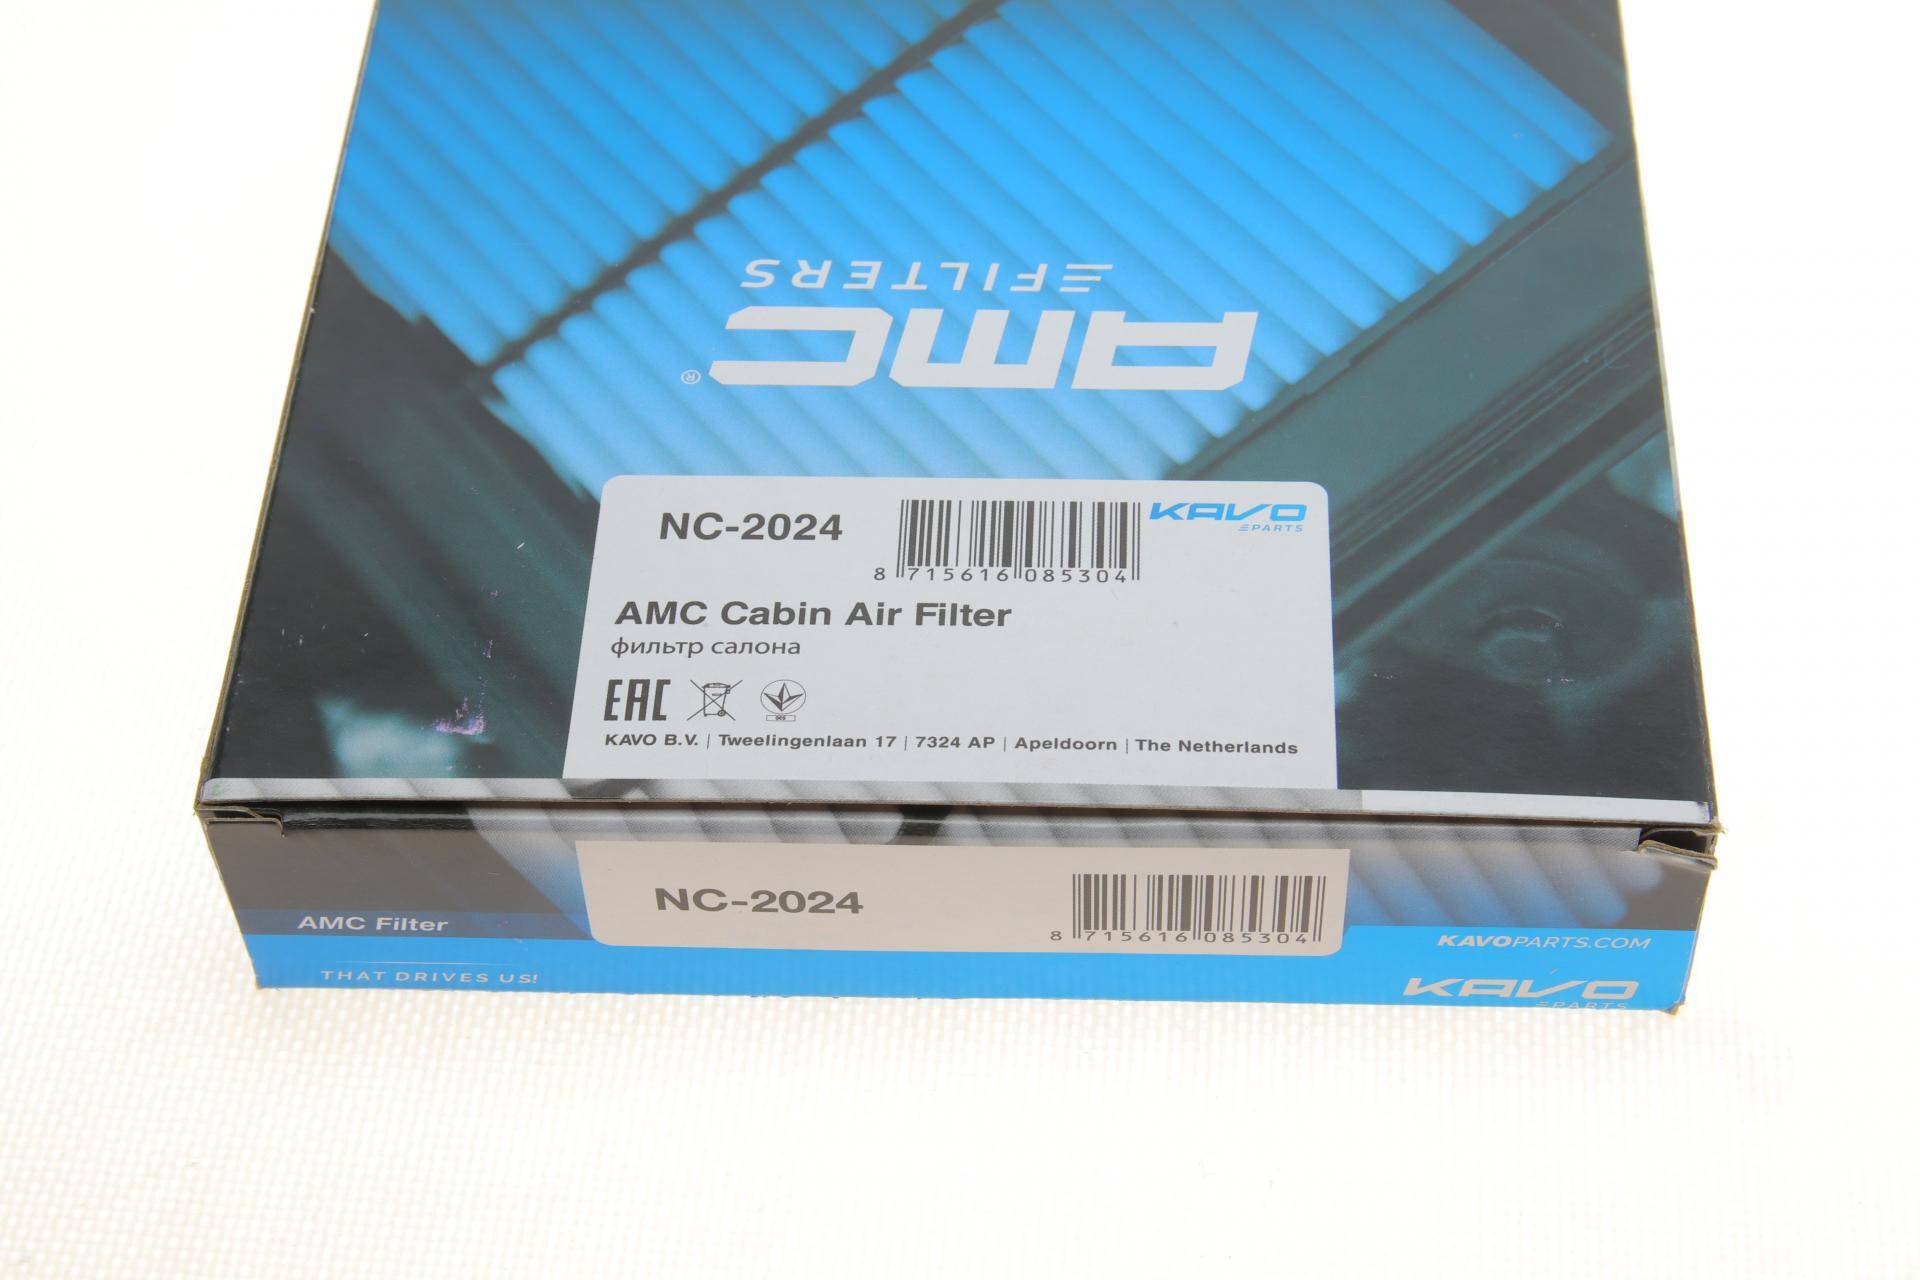 FILTERS
AMC®
NC-2024
KAVO
PARTS
8 715616 085304
AMC Cabin Air Filter
фильтр салона
EAC
KAVO B.V. | Tweelingenlaan 17 | 7324 AP | Apeldoorn | The Netherlands
NC-2024
8 715616 085304
AMC Filter
KAVOPARTS.COM
THAT DRIVES US!
KAVO
PARTS